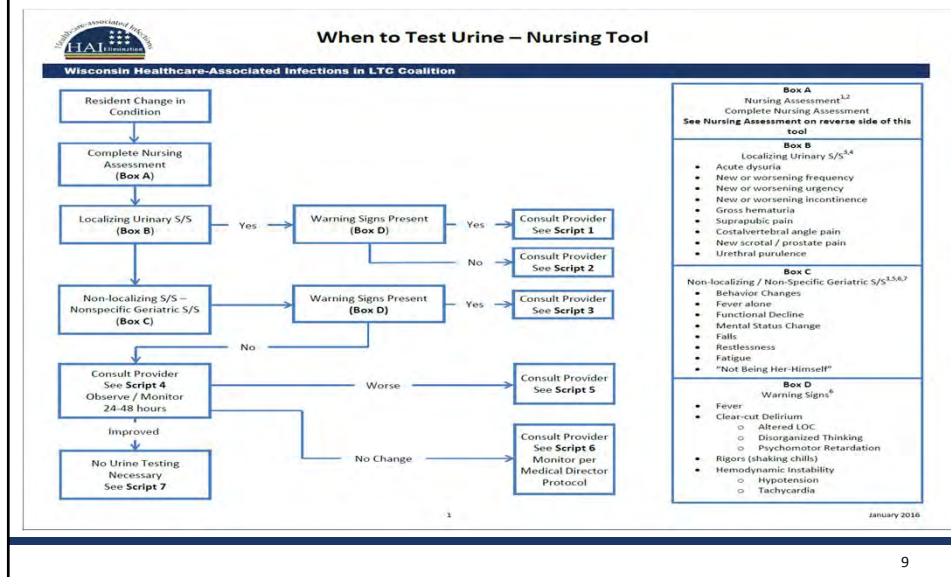 Healthcare-associated Infections
HAI Elimination
When to Test Urine – Nursing Tool
Wisconsin Healthcare-Associated Infections in LTC Coalition
Resident Change in
Condition
Complete Nursing
Assessment
(Box A)
Localizing Urinary S/S
(Box B)
Yes
Warning Signs Present
(Box D)
Yes
Consult Provider
See Script 1
No
Consult Provider
See Script 2
Non-localizing S/S –
Nonspecific Geriatric S/S
(Box C)
Warning Signs Present
(Box D)
Yes
Consult Provider
See Script 3
No
Consult Provider
See Script 4
Observe / Monitor
24-48 hours
Worse
Consult Provider
See Script 5
Improved
No Change
Consult Provider
See Script 6
Monitor per
Medical Director
Protocol
No Urine Testing
Necessary
See Script 7
Box A
Nursing Assessment1,2
Complete Nursing Assessment
See Nursing Assessment on reverse side of this
tool
Box B
Localizing Urinary S/S3,4
• Acute dysuria
• New or worsening frequency
• New or worsening urgency
• New or worsening incontinence
• Gross hematuria
• Suprapubic pain
• Costalvertebral angle pain
• New scrotal / prostate pain
• Urethral purulence
Box C
Non-localizing / Non-Specific Geriatric S/S3,5,6,7
• Behavior Changes
• Fever alone
• Functional Decline
• Mental Status Change
• Falls
• Restlessness
• Fatigue
• "Not Being Her-Himself"
Box D
Warning Signs6
• Fever
• Clear-cut Delirium
o Altered LOC
o Disorganized Thinking
o Psychomotor Retardation
• Rigors (shaking chills)
• Hemodynamic Instability
o Hypotension
o Tachycardia
1
January 2016
9